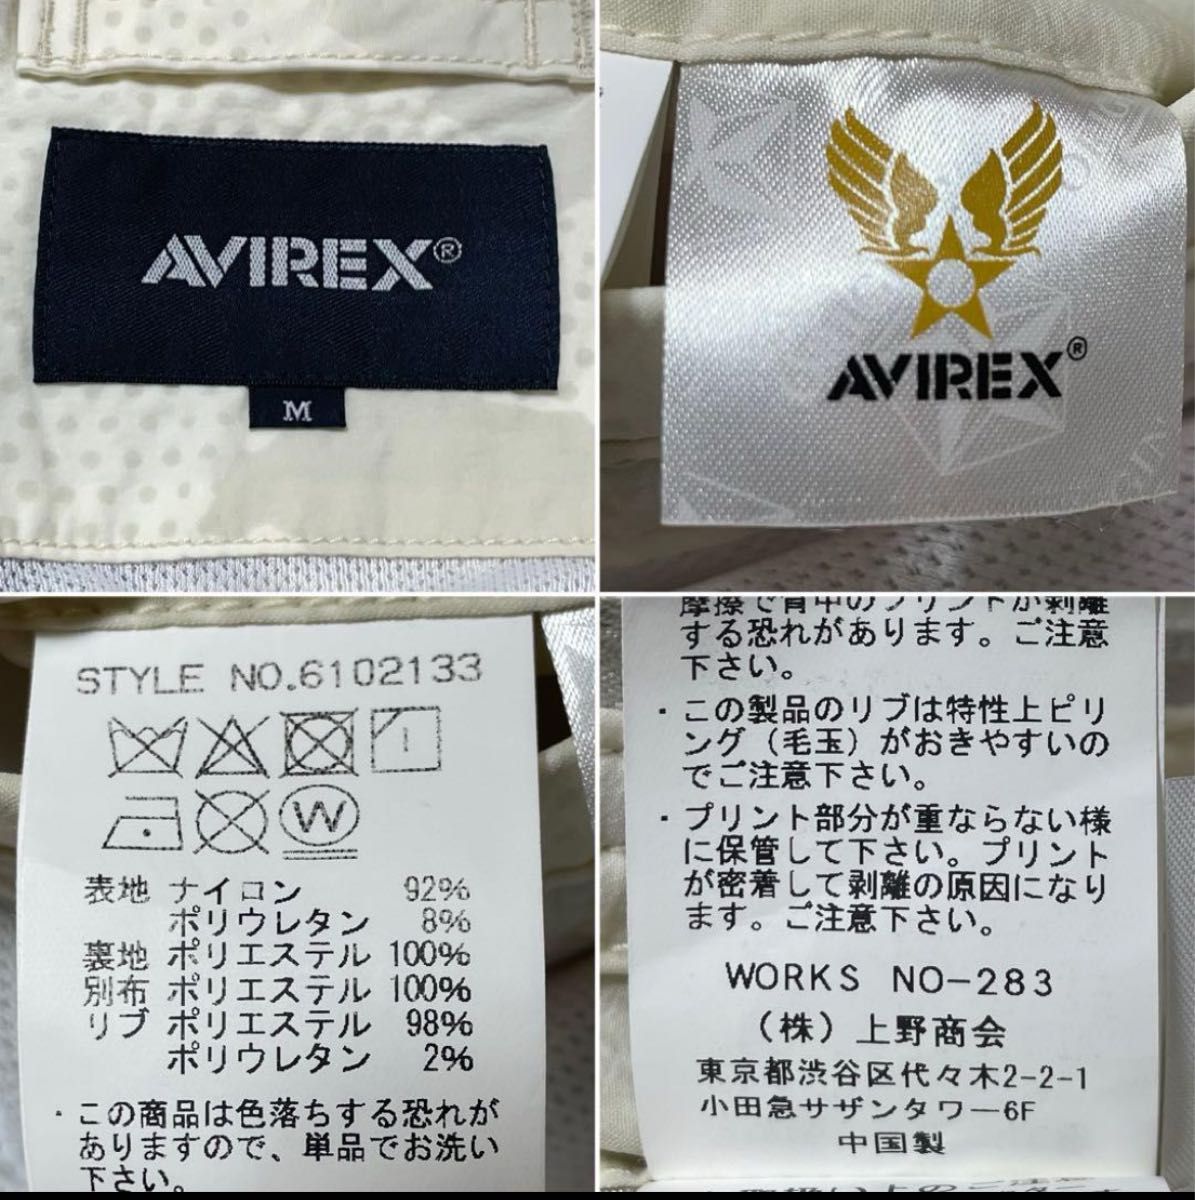 AVIREX®
M
AVIREX®
STYLE NO.6102133
W
表地 ナイロン 92%
ポリウレタン 8%
裏地 ポリエステル 100%
別布 ポリエステル 100%
リブ ポリエステル 98%
ポリウレタン 2%
・この商品は色落ちする恐れが
ありますので、単品でお洗い
下さい。
摩擦で背中のプリントが剥離
する恐れがあります。ご注意
下さい。
・この製品のリブは特性上ピリ
ング(毛玉)がおきやすいの
でご注意下さい。
・プリント部分が重ならない様
に保管して下さい。プリント
が密着して剥離の原因になり
ます。ご注意下さい。
WORKS NO-283
(株)上野商会
東京都渋谷区代々木2-2-1
小田急サザンタワー6F
中国製